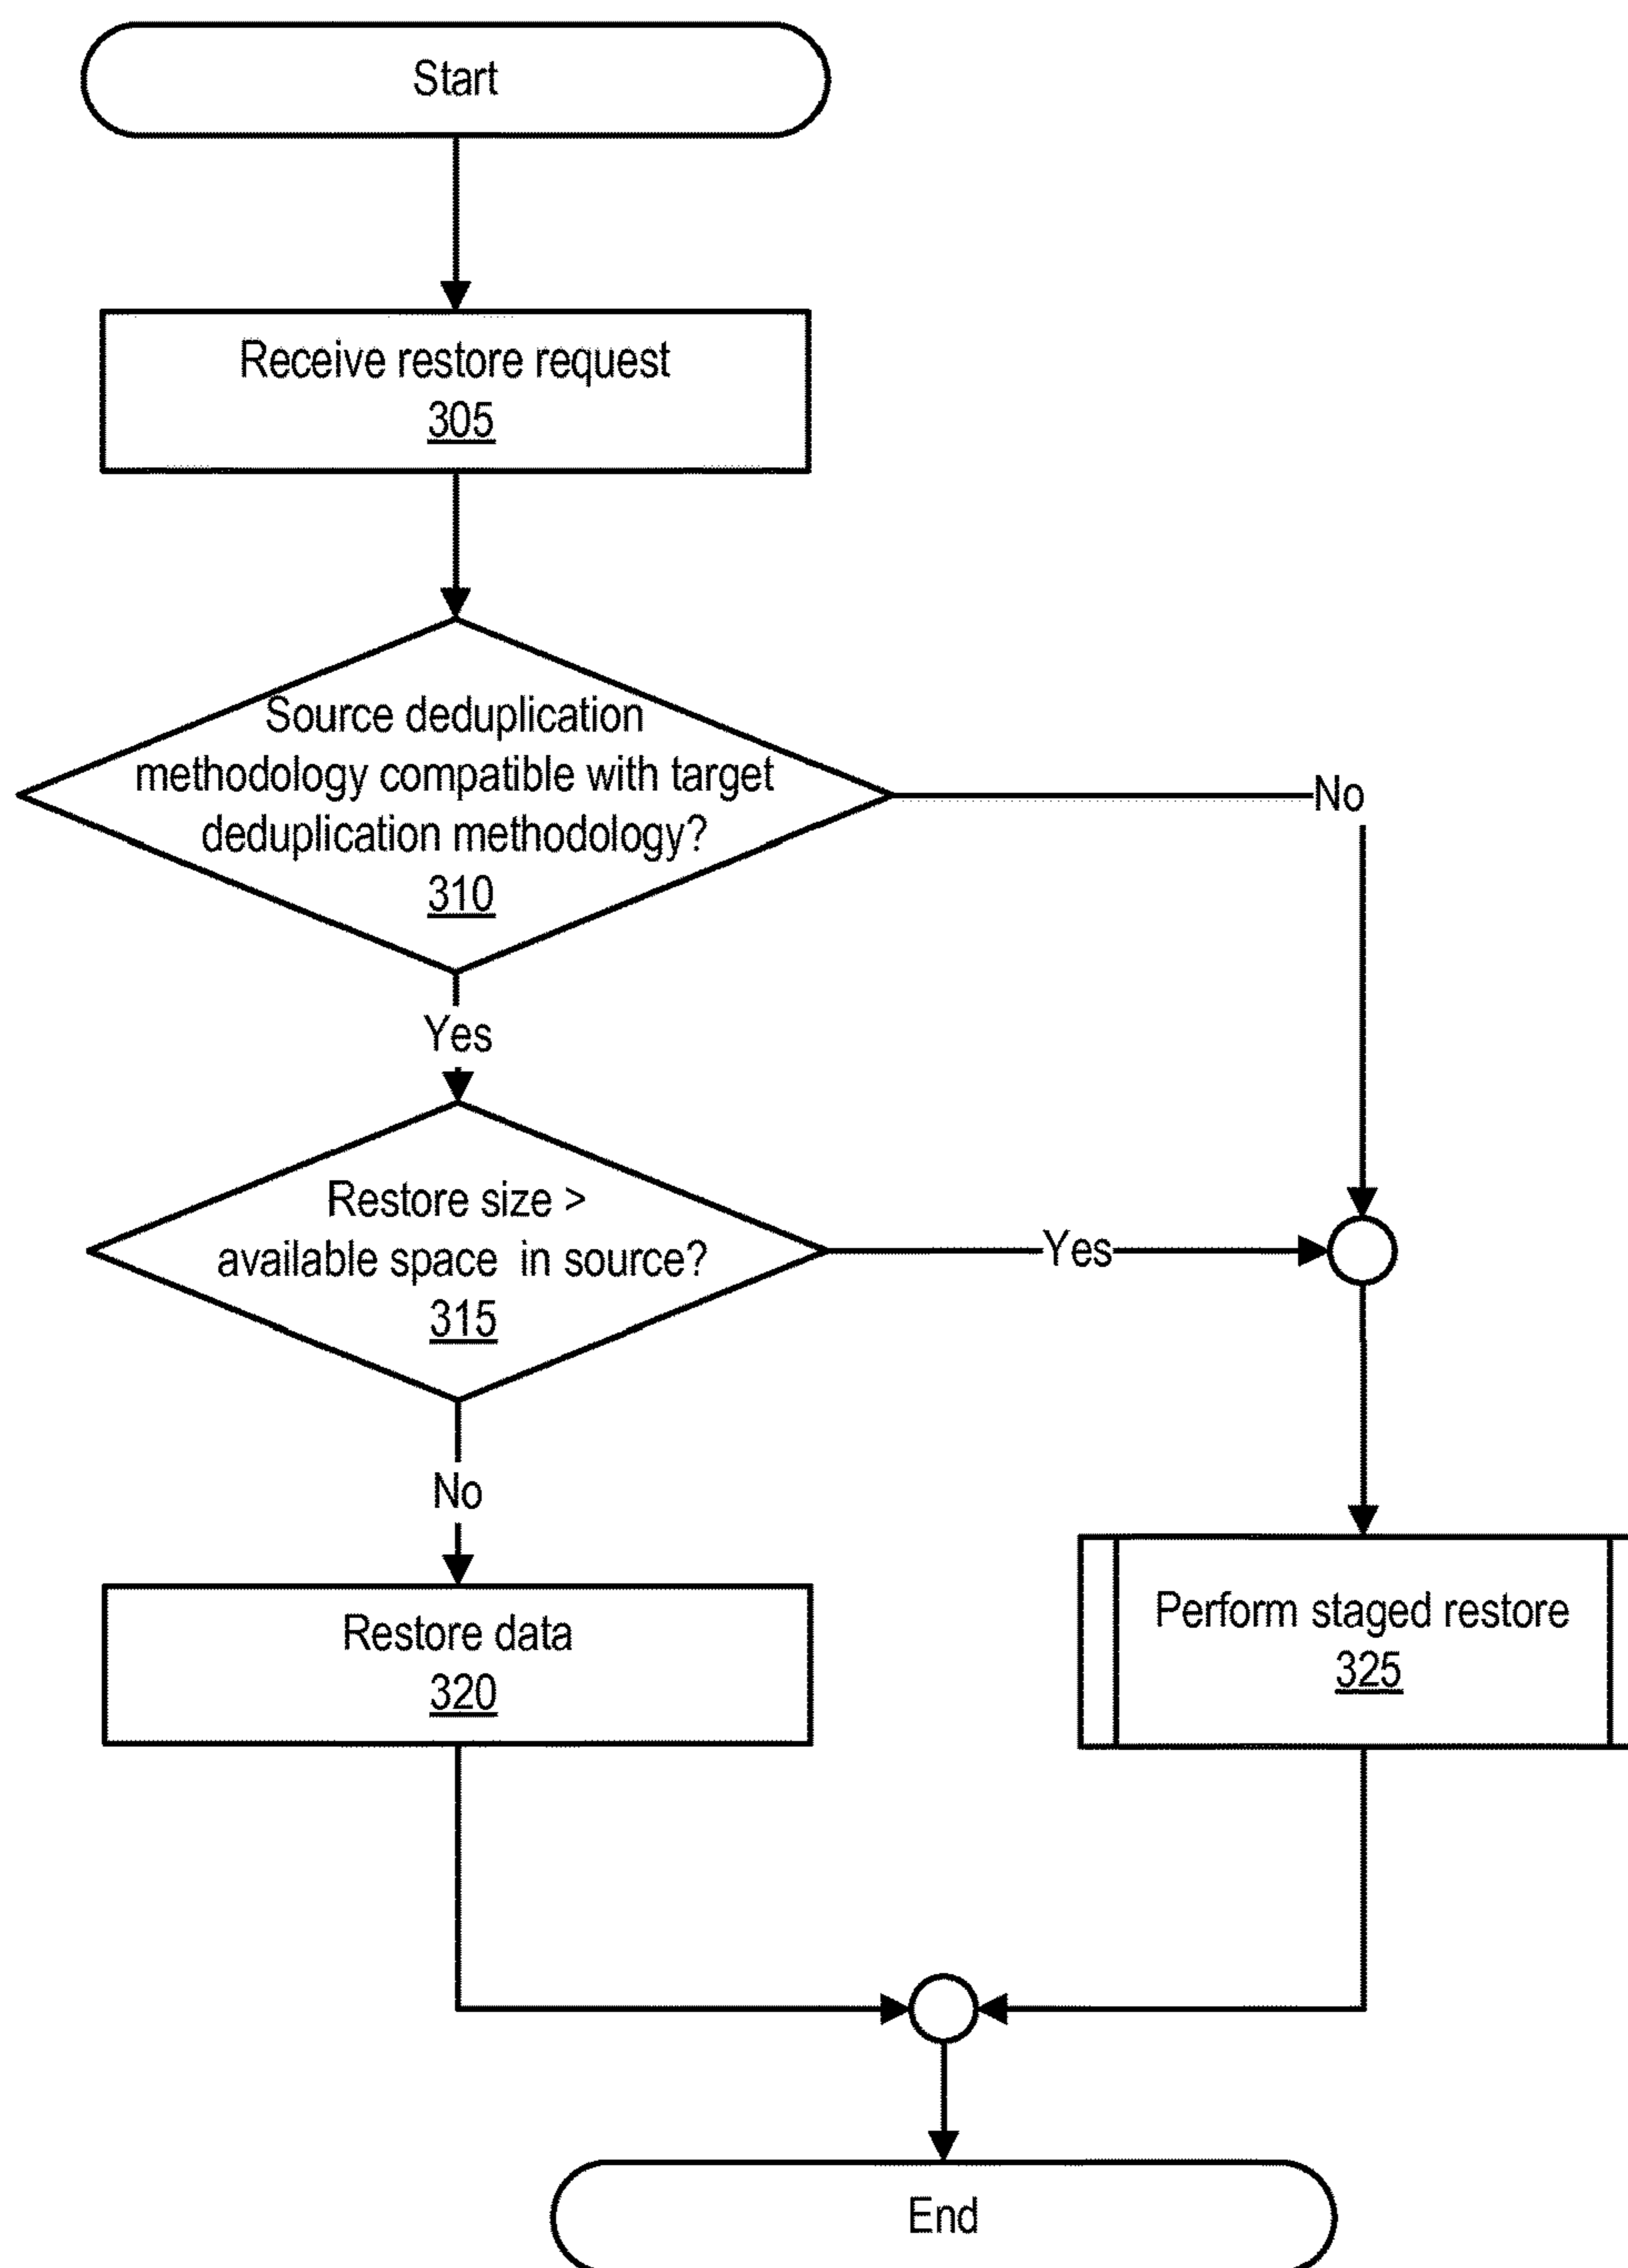 Start
Receive restore request
305
Source deduplication
methodology compatible with target
deduplication methodology?
310
No
Yes
Restore size >
available space in source?
315
Yes
No
Restore data
320
Perform staged restore
325
End